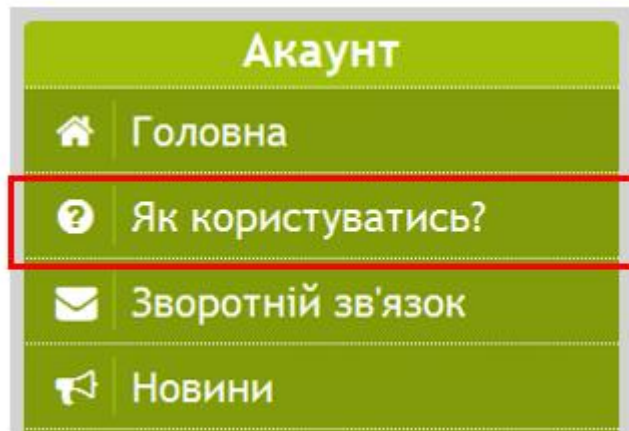 Акаунт
Головна
Як користуватись?
Зворотній зв'язок
Новини